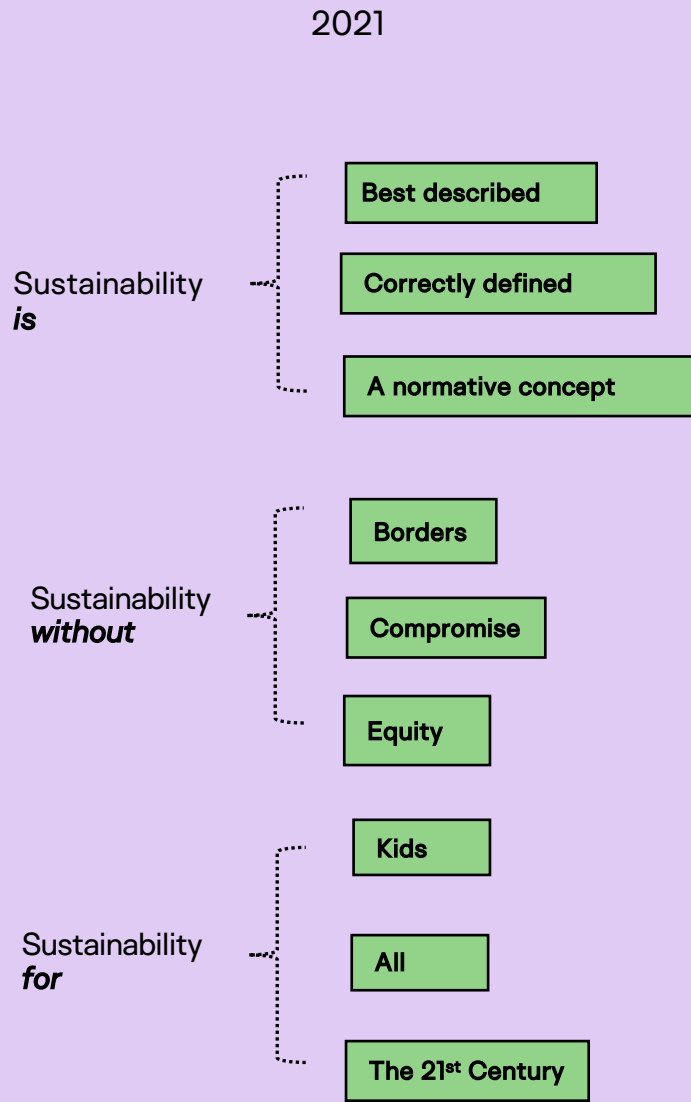 2021
Sustainability
is
Best described
Correctly defined
A normative concept
Sustainability
without
Borders
Compromise
Equity
Sustainability
for
Kids
All
The 21st Century